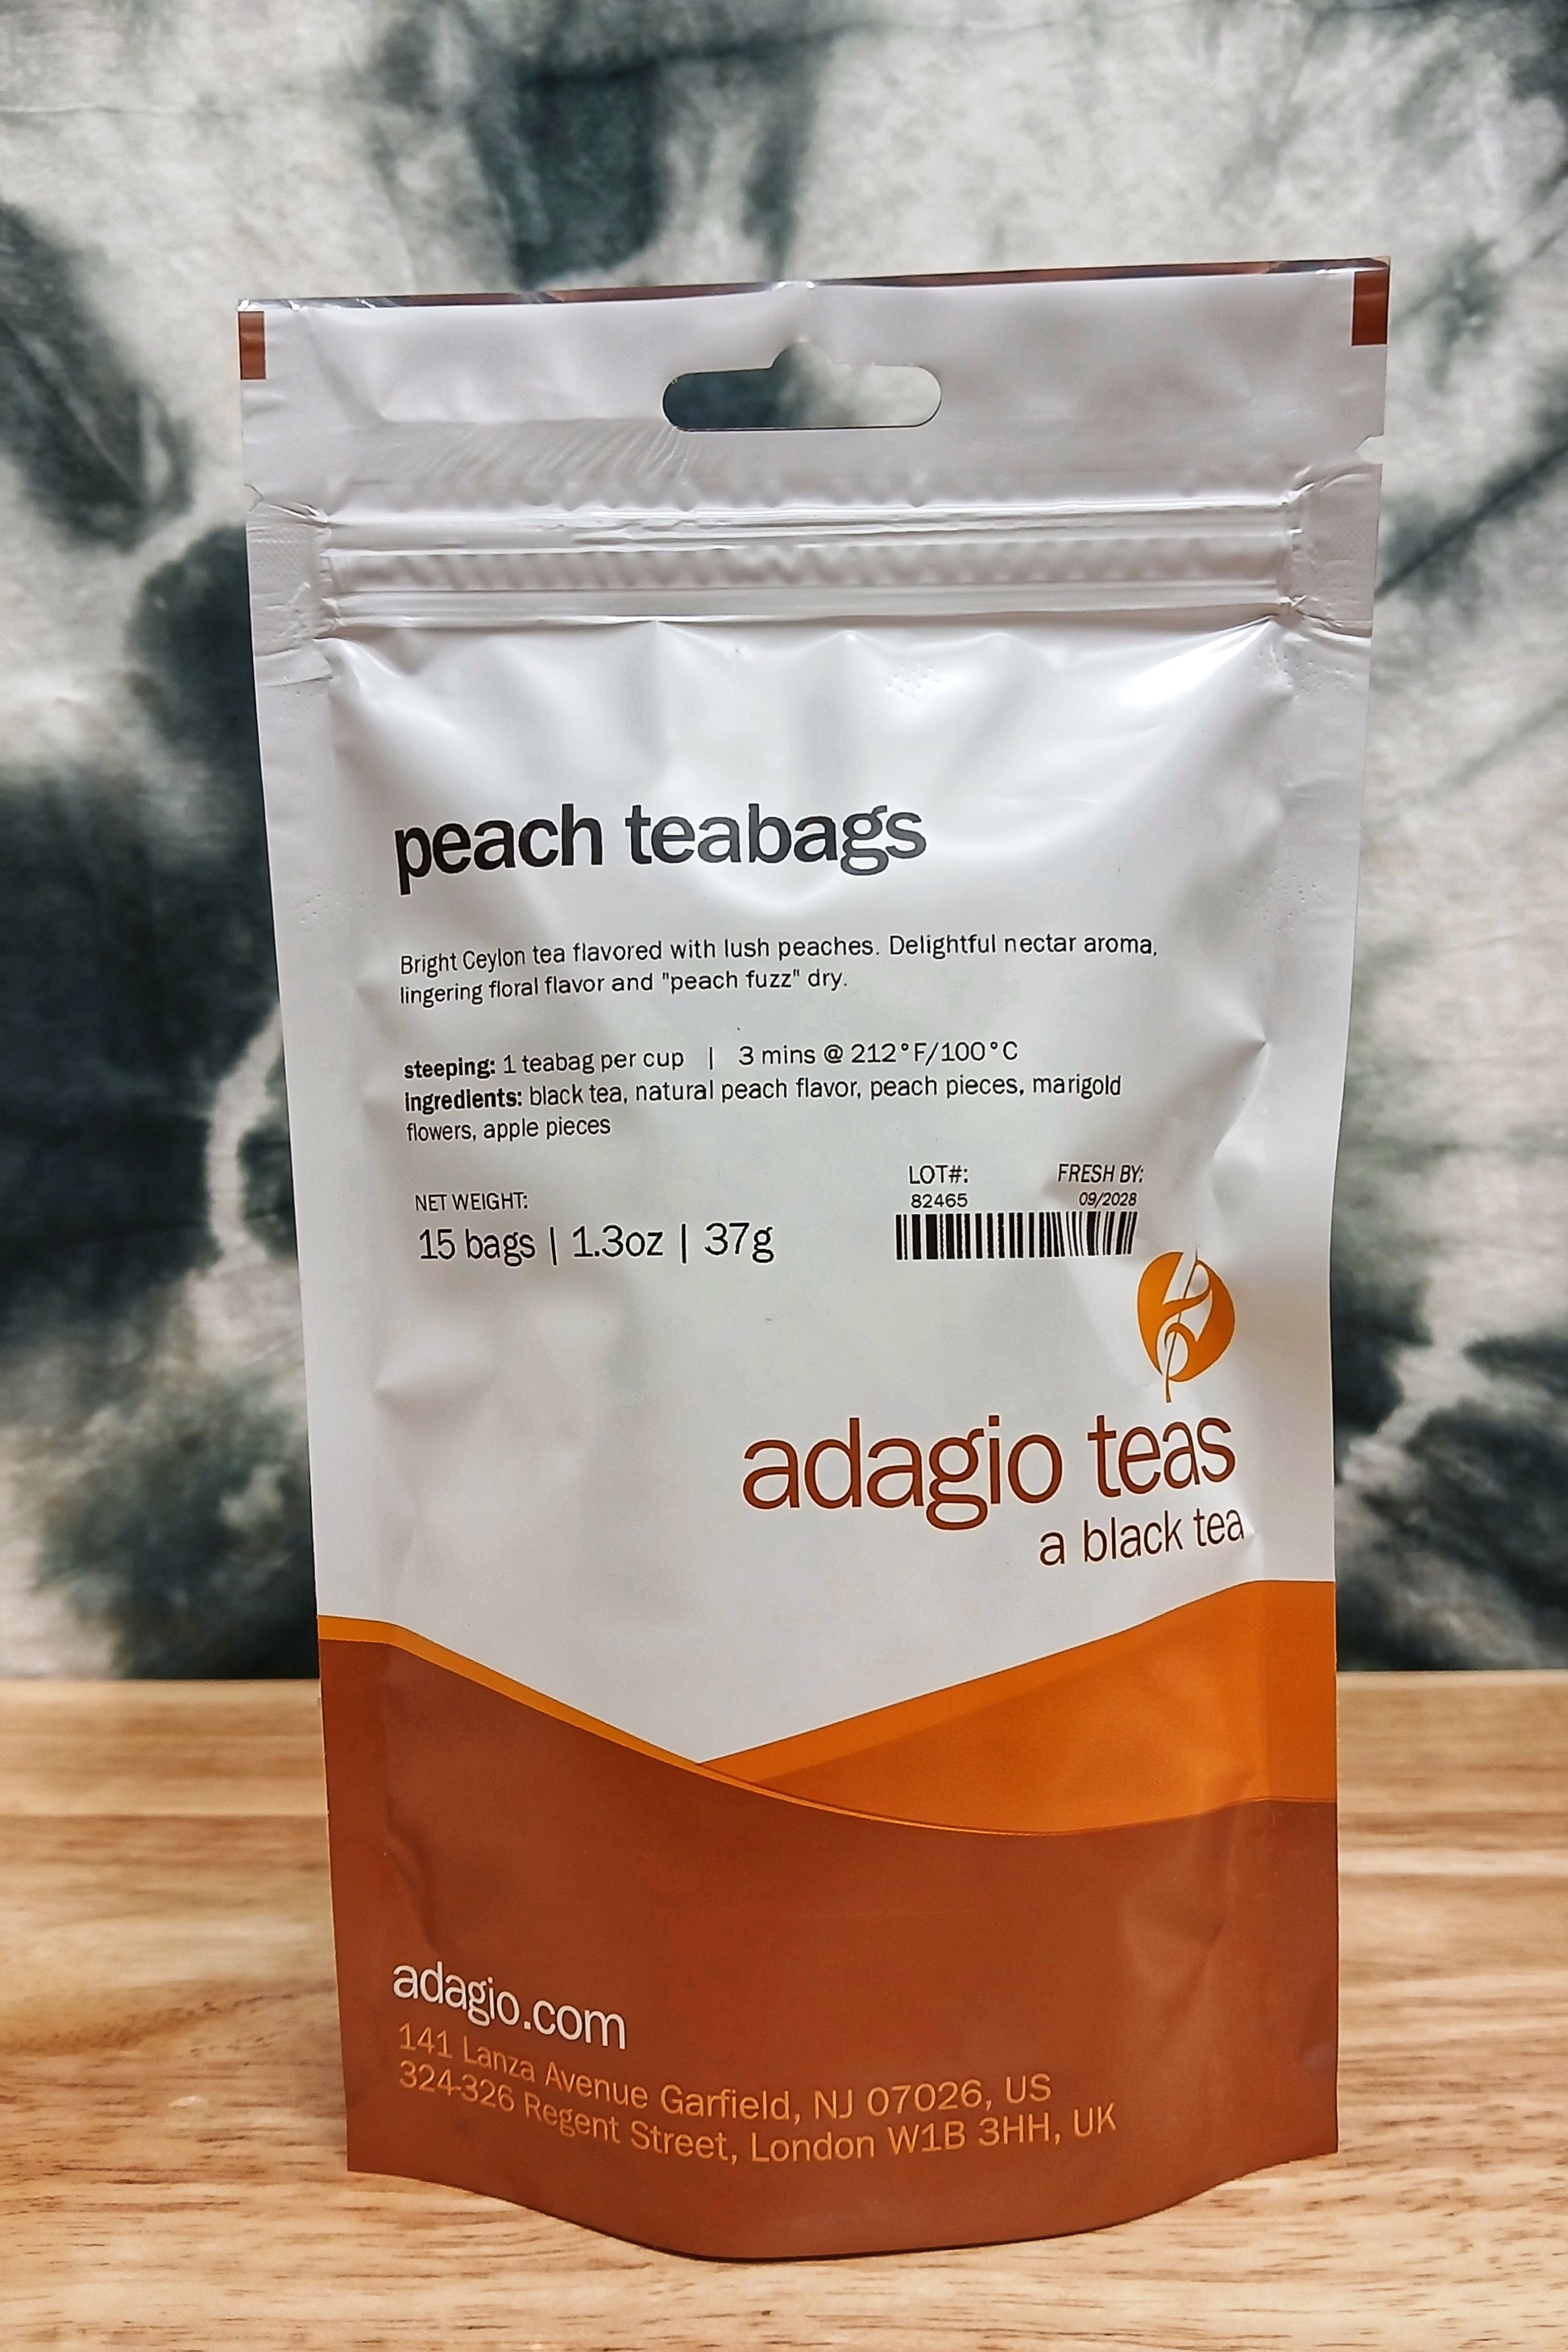 peach teabags
Bright Ceylon tea flavored with lush peaches. Delightful nectar aroma,
lingering floral flavor and "peach fuzz" dry.
steeping: 1 teabag per cup | 3 mins @ 212°F/100°C
ingredients: black tea, natural peach flavor, peach pieces, marigold
flowers, apple pieces
LOT#: FRESH BY:
82465 09/2028
NET WEIGHT:
15 bags | 1.3oz | 37g
adagio teas
a black tea
adagio.com
141 Lanza Avenue Garfield, NJ 07026, US
324-326 Regent Street, London W1B 3HH, UK